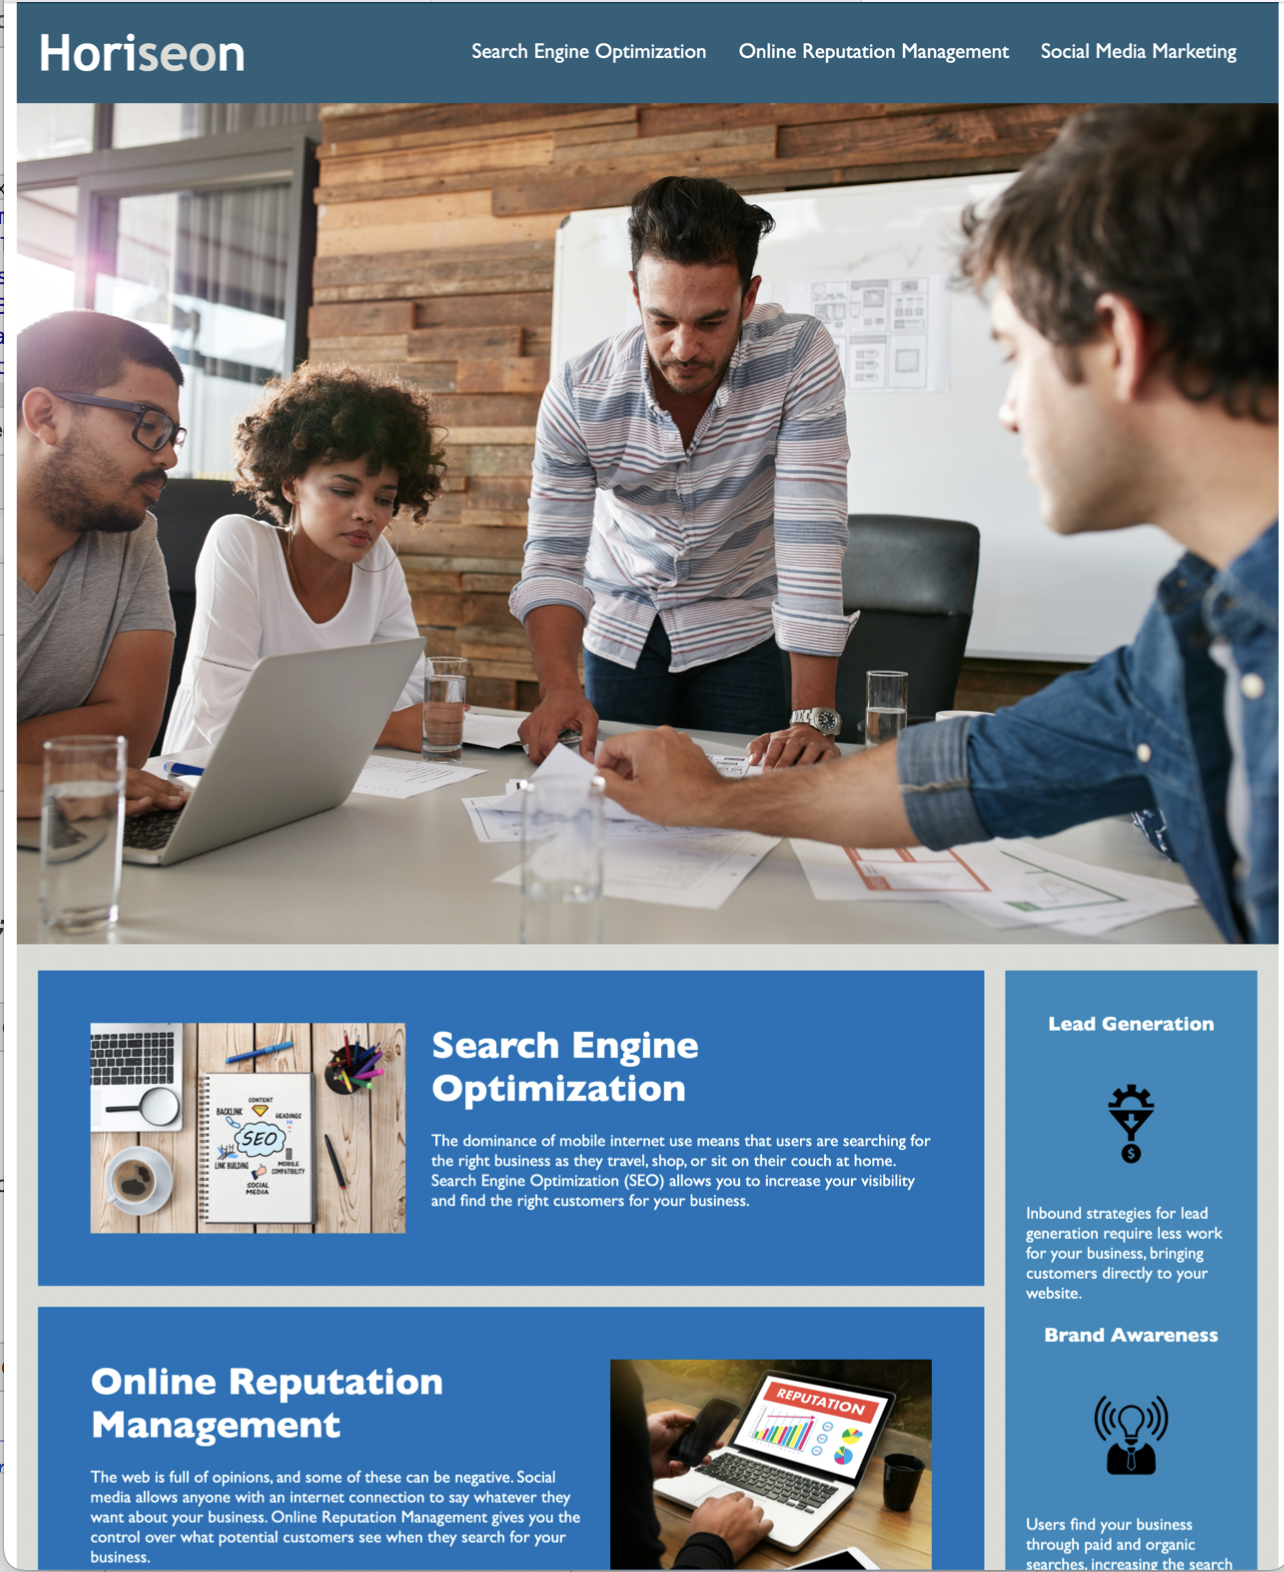 Horiseon
Search Engine Optimization
Online Reputation Management
Social Media Marketing
CONTENT
BACKLINK
HEADINGS
SEO
LINK BUILDING
MOBILE
COMPATIBILITY
SOCIAL
MEDIA
Search Engine
Optimization
The dominance of mobile internet use means that users are searching for
the right business as they travel, shop, or sit on their couch at home.
Search Engine Optimization (SEO) allows you to increase your visibility
and find the right customers for your business.
Online Reputation
Management
The web is full of opinions, and some of these can be negative. Social
media allows anyone with an internet connection to say whatever they
want about your business. Online Reputation Management gives you the
control over what potential customers see when they search for your
business.
REPUTATION
Lead Generation
$
Inbound strategies for lead
generation require less work
for your business, bringing
customers directly to your
website.
Brand Awareness
Users find your business
through paid and organic
searches, increasing the search